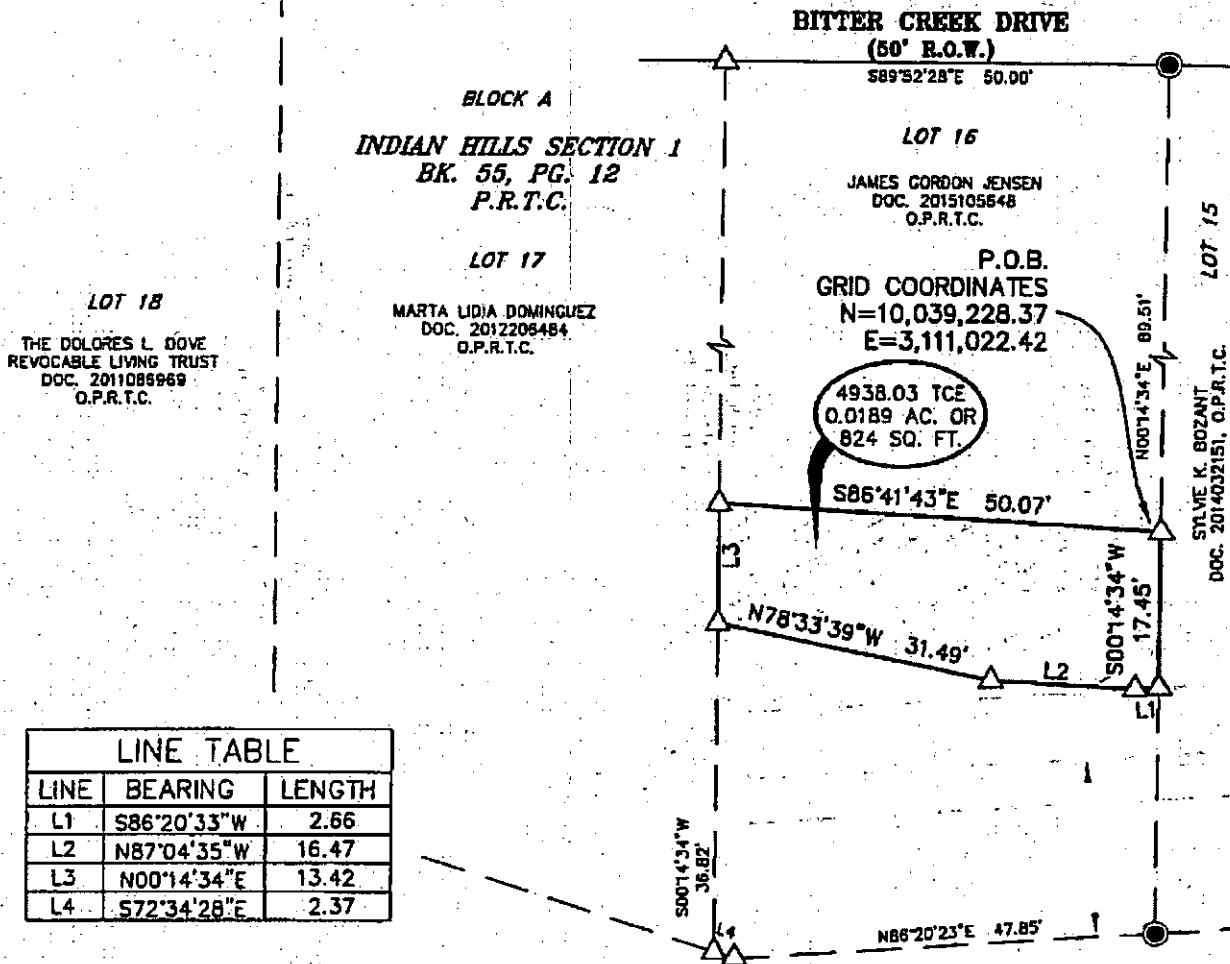 BITTER CREEK DRIVE
(50' R.O.W.)
S89°52'28"E 50.00'
BLOCK A
INDIAN HILLS SECTION 1
BK. 55, PG. 12
P.R.T.C.
LOT 16
JAMES GORDON JENSEN
DOC. 2015105648
O.P.R.T.C.
LOT 17
MARTA LIDIA DOMINGUEZ
DOC. 2012206484
O.P.R.T.C.
LOT 18
THE DOLORES L. DOVE
REVOCABLE LIVING TRUST
DOC. 2011086969
O.P.R.T.C.
P.O.B.
GRID COORDINATES
N=10,039,228.37
E=3,111,022.42
N00°14'34"E 89.51'
LOT 15
SYLVIE K. BOZANT
DOC. 2014032151, O.P.R.T.C.
4938.03 TCE
0.0189 AC. OR
824 SQ. FT.
S86°41'43"E 50.07'
L3
N78°33'39"W 31.49'
L2
S00°14'34"W
17.45'
L1
LINE TABLE
LINE BEARING LENGTH
L1 S86°20'33"W 2.66
L2 N87°04'35"W 16.47
L3 N00°14'34"E 13.42
L4 S72°34'28"E 2.37
S00°14'34"W
36.82'
L4
N86°20'23"E 47.85'